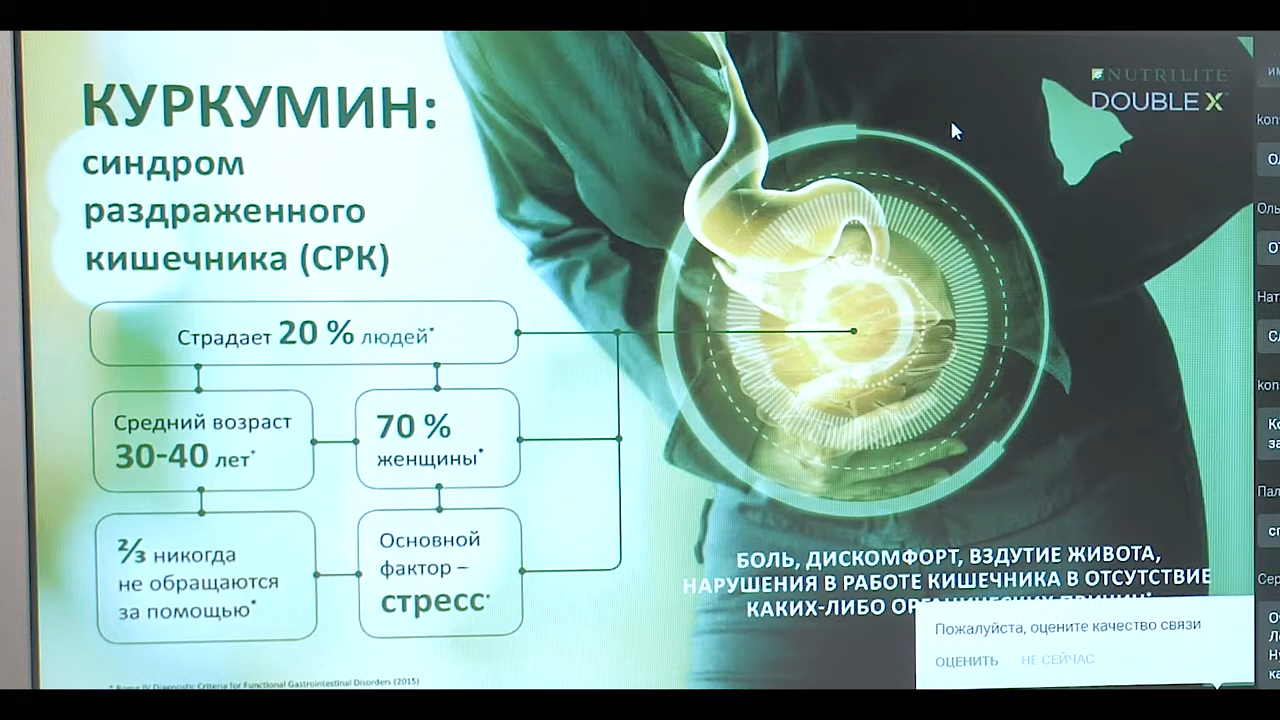 КУРКУМИН:
синдром
раздраженного
кишечника (СРК)
Страдает 20 % людей*
Средний возраст
30-40 лет*
70 %
женщины*
⅔ никогда
не обращаются
за помощью*
Основной
фактор –
стресс*
* Rome IV Diagnostic Criteria for Functional Gastrointestinal Disorders (2015)
NUTRILITE
DOUBLE X
БОЛЬ, ДИСКОМФОРТ, ВЗДУТИЕ ЖИВОТА,
НАРУШЕНИЯ В РАБОТЕ КИШЕЧНИКА В ОТСУТСТВИЕ
КАКИХ-ЛИБО ОРГАНИЧЕСКИХ ПРИЧИН*
Пожалуйста, оцените качество связи
ОЦЕНИТЬ НЕ СЕЙЧАС